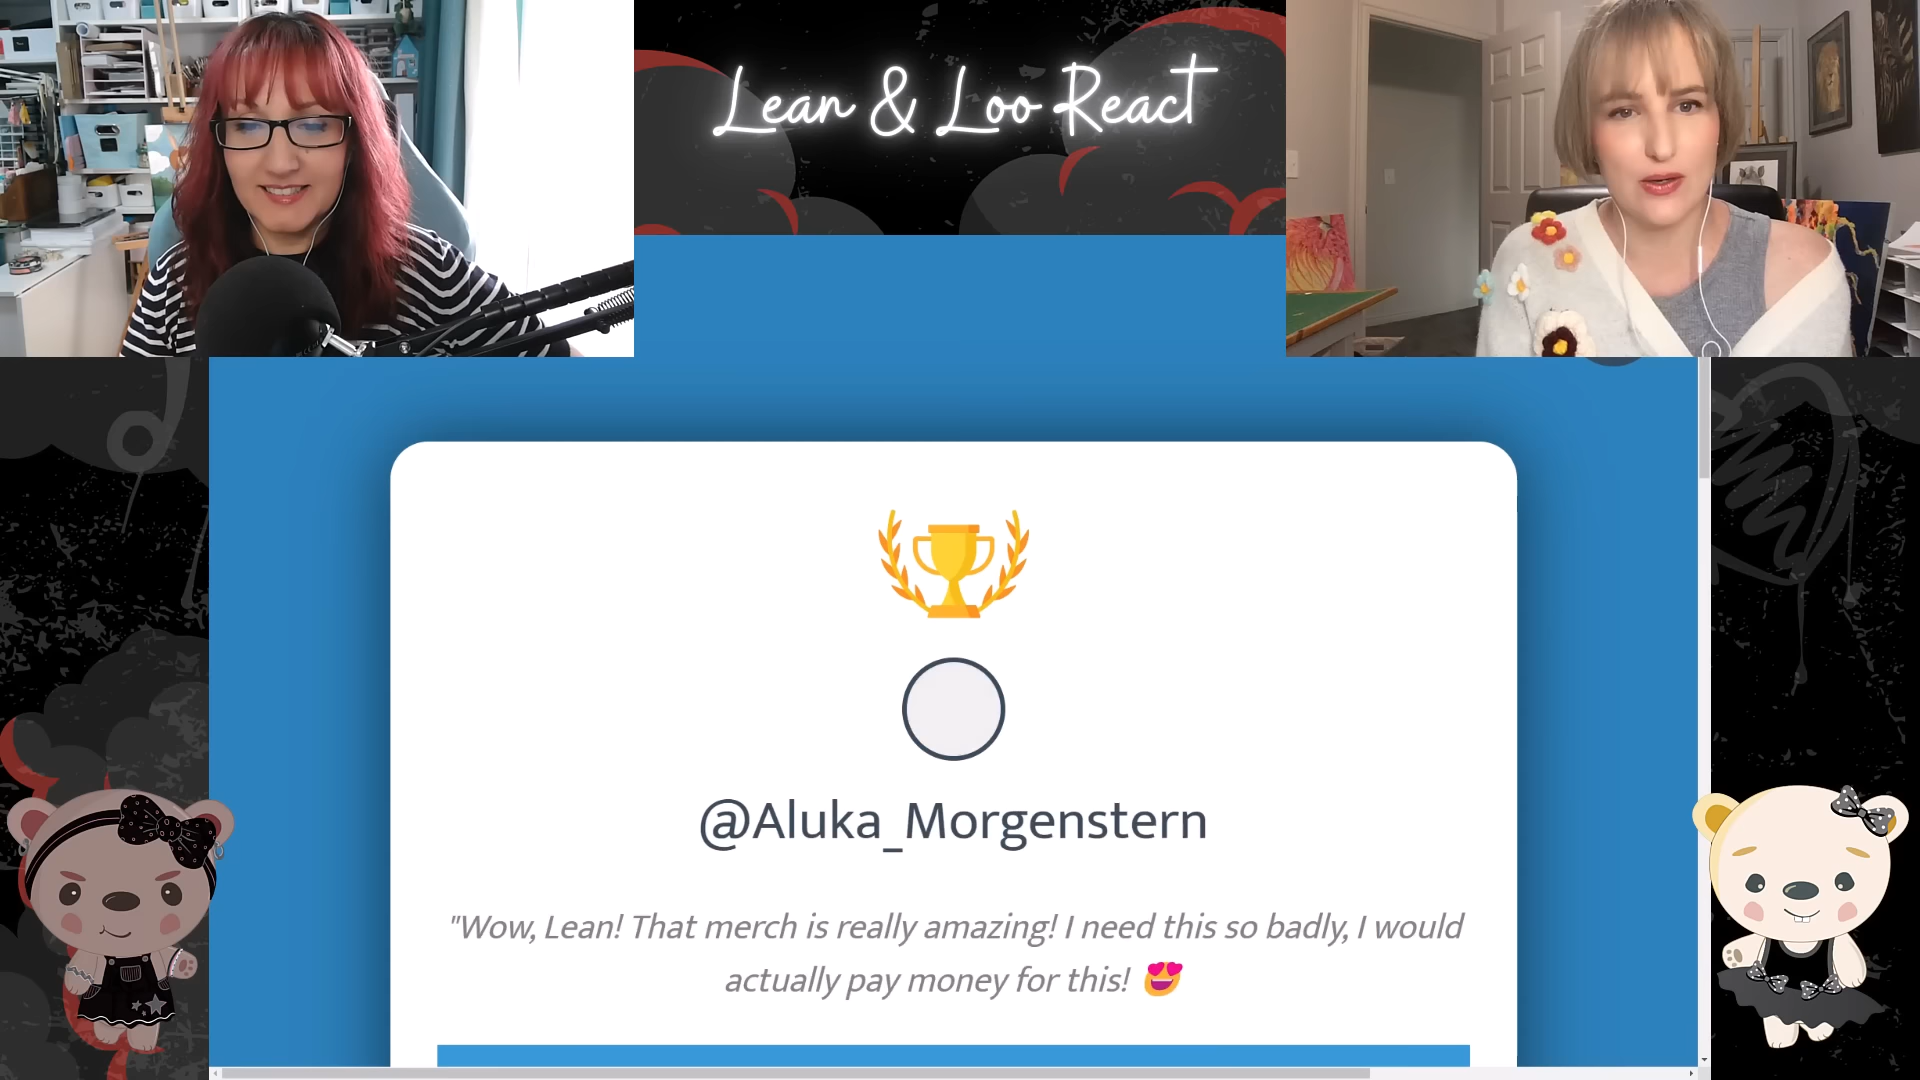 Lean & Loo React
@Aluka_Morgenstern
"Wow, Lean! That merch is really amazing! I need this so badly, I would
actually pay money for this! 😍